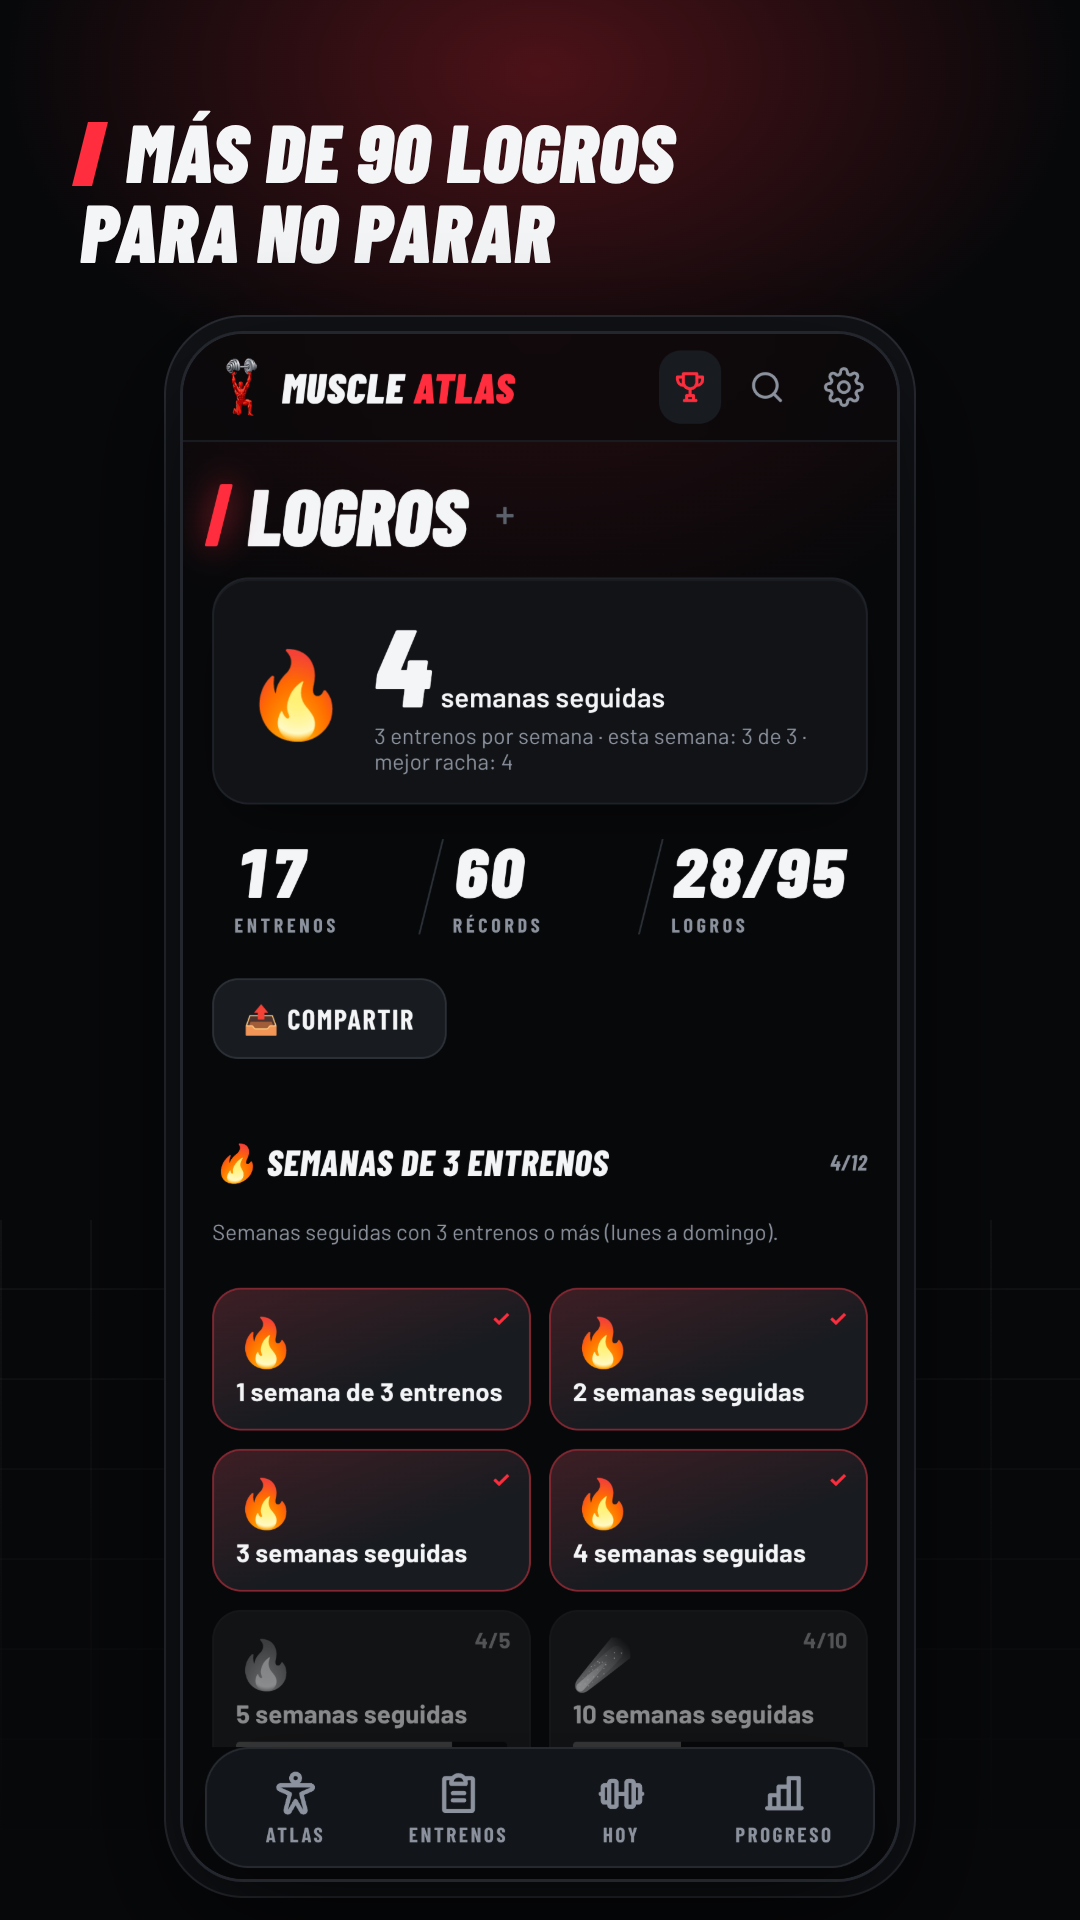 MÁS DE 90 LOGROS
PARA NO PARAR
MUSCLE ATLAS
LOGROS +
4 semanas seguidas
3 entrenos por semana · esta semana: 3 de 3 ·
mejor racha: 4
17 60 28/95
ENTRENOS RÉCORDS LOGROS
COMPARTIR
SEMANAS DE 3 ENTRENOS 4/12
Semanas seguidas con 3 entrenos o más (lunes a domingo).
1 semana de 3 entrenos 2 semanas seguidas
3 semanas seguidas 4 semanas seguidas
4/5 4/10
5 semanas seguidas 10 semanas seguidas
ATLAS ENTRENOS HOY PROGRESO